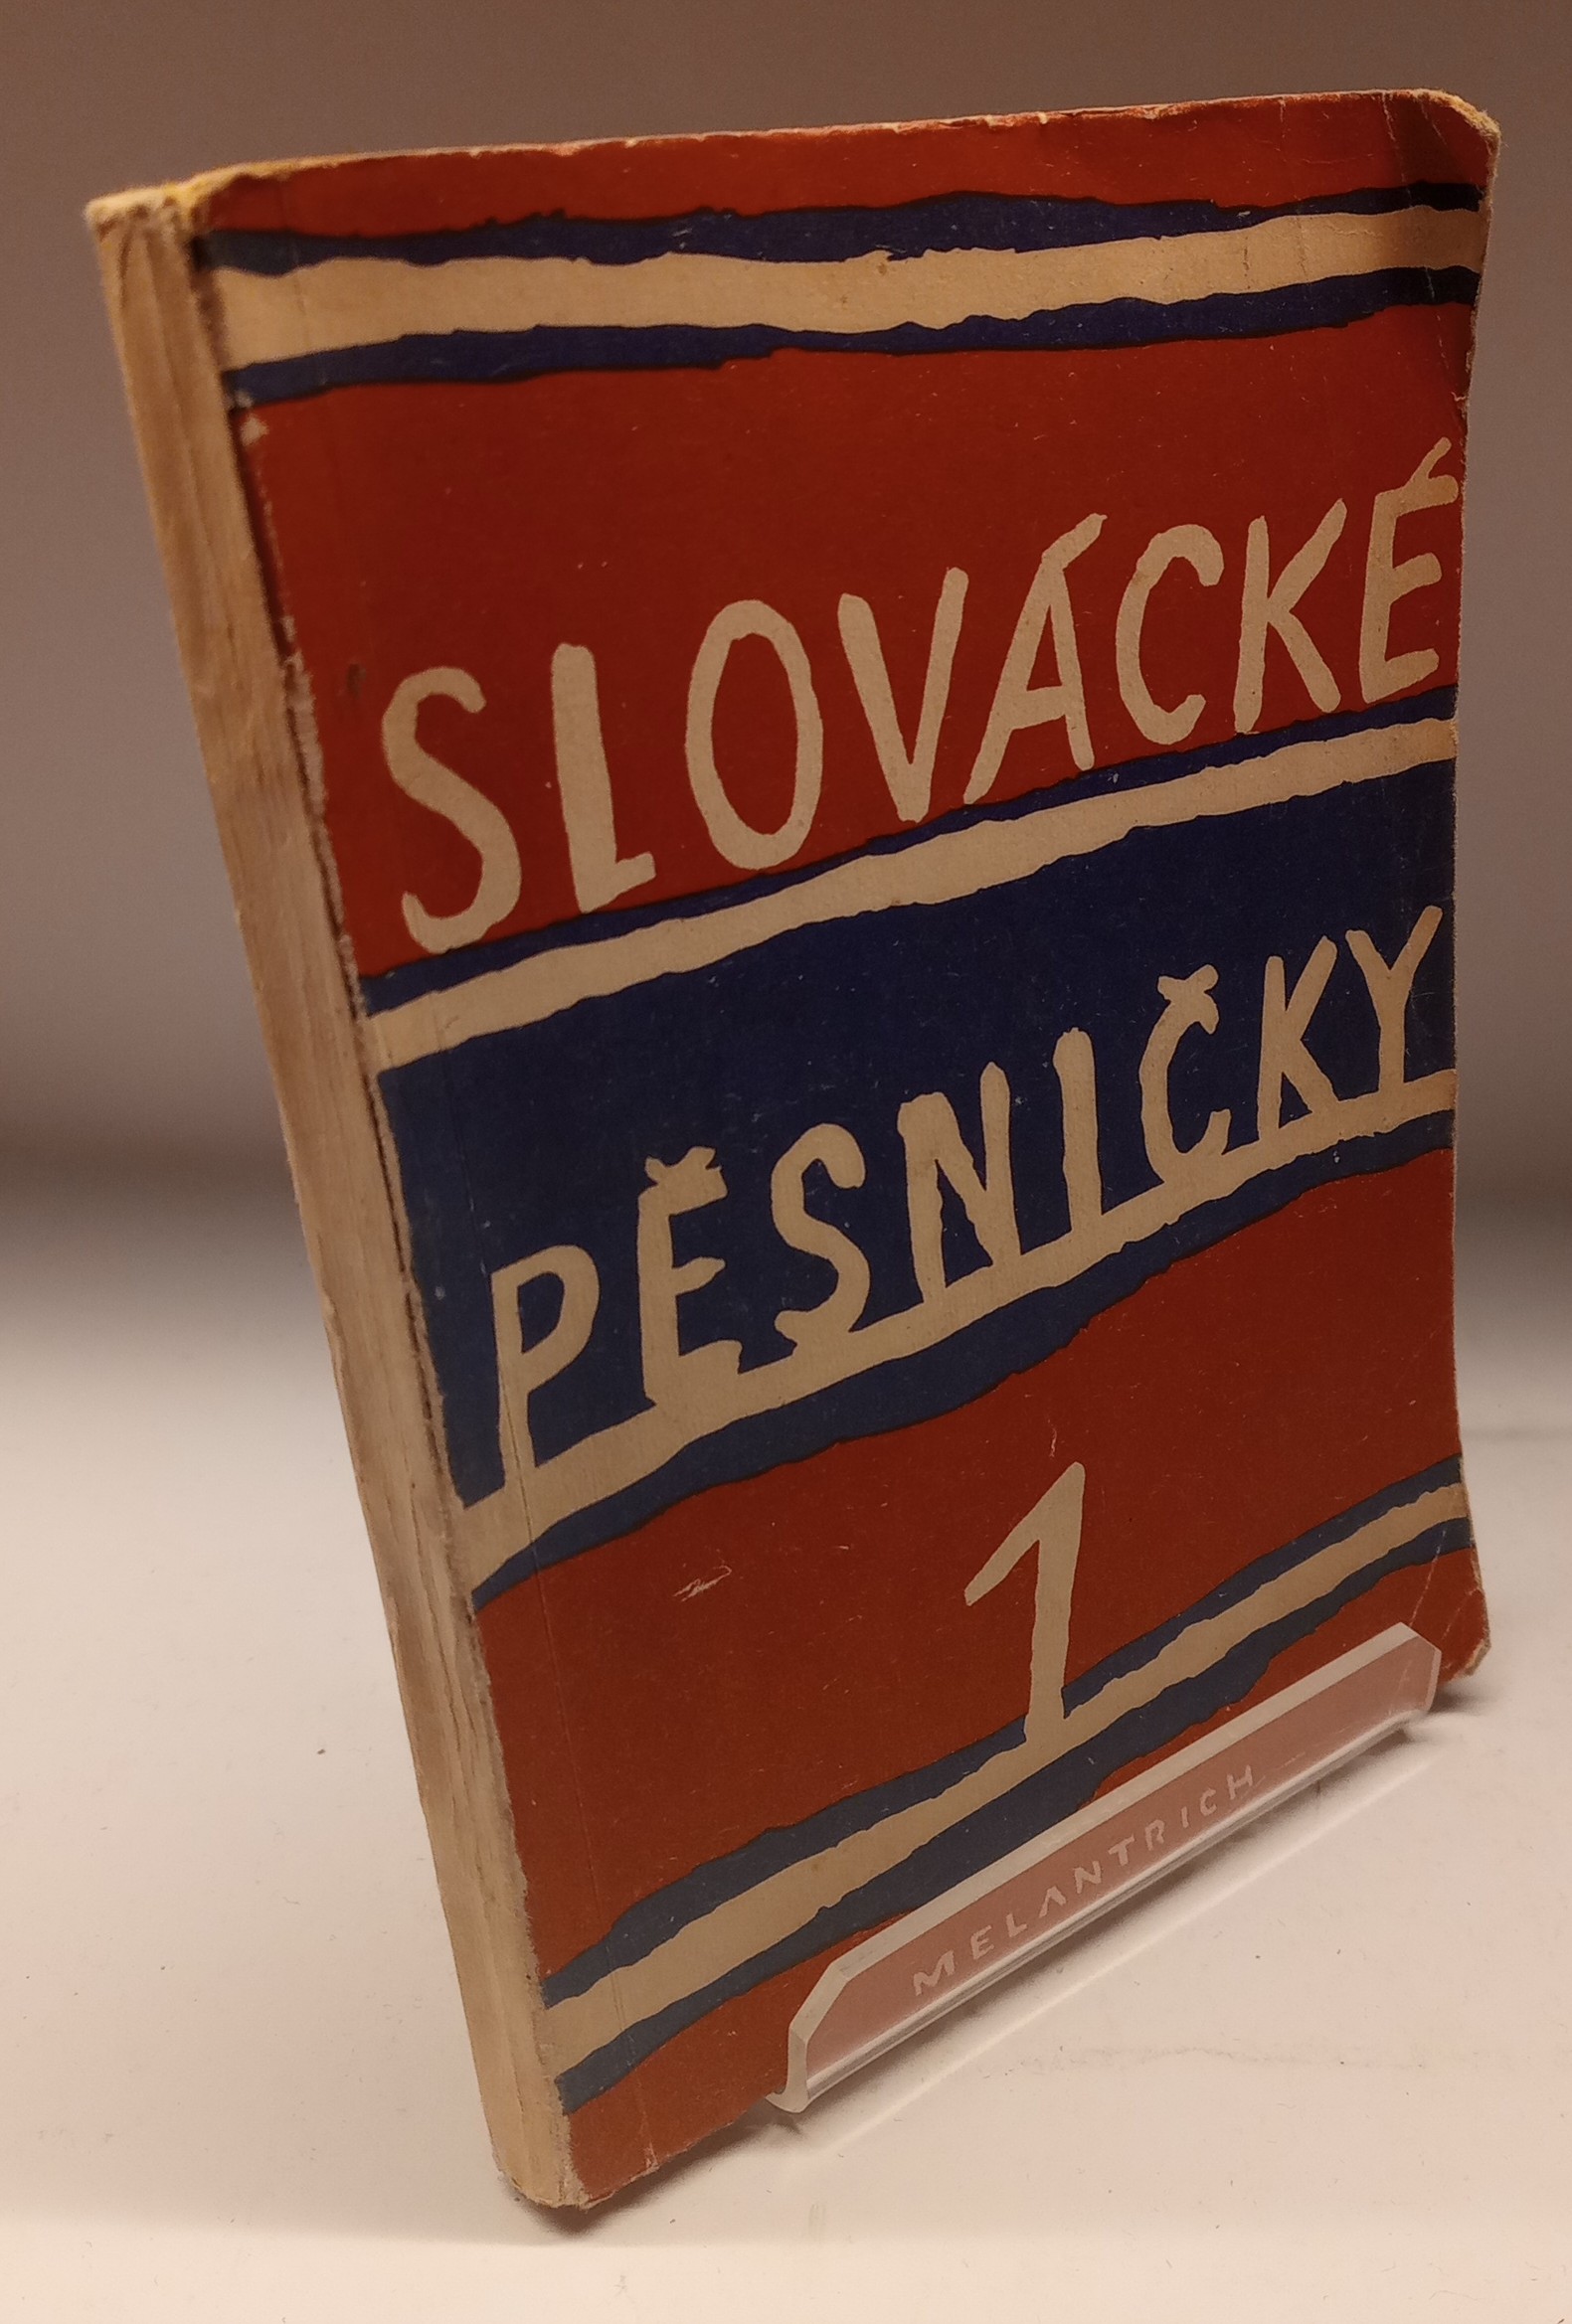 SLOVÁCKÉ
PĚSNIČKY
1
MELANTRICH